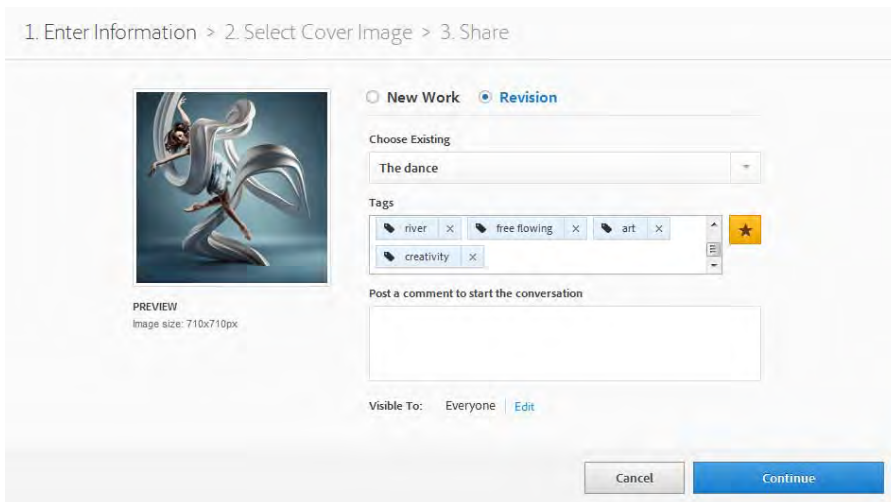 1. Enter Information > 2. Select Cover Image > 3. Share
New Work Revision
Choose Existing
The dance
Tags
river x free flowing x art x
creativity x
PREVIEW
Image size: 710x710px
Post a comment to start the conversation
Visible To: Everyone Edit
Cancel Continue